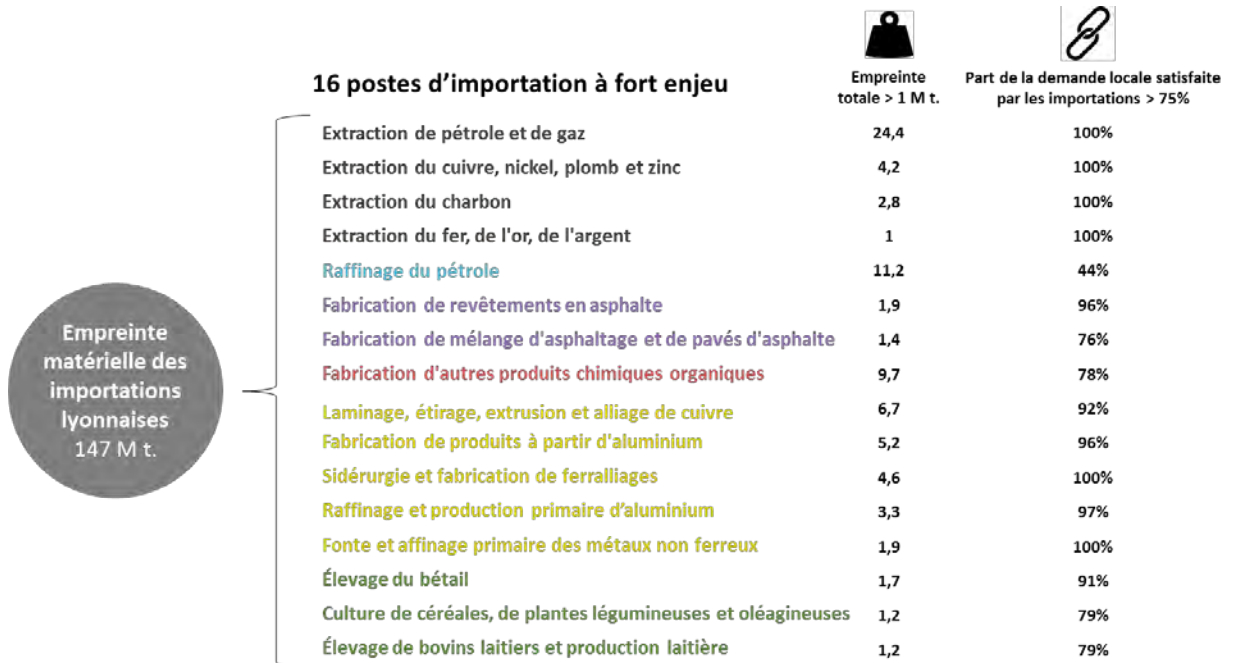 16 postes d'importation à fort enjeu
Empreinte
totale > 1 M t.
Part de la demande locale satisfaite
par les importations > 75%
Empreinte
matérielle des
importations
lyonnaises
147 M t.
Extraction de pétrole et de gaz 24,4 100%
Extraction du cuivre, nickel, plomb et zinc 4,2 100%
Extraction du charbon 2,8 100%
Extraction du fer, de l'or, de l'argent 1 100%
Raffinage du pétrole 11,2 44%
Fabrication de revêtements en asphalte 1,9 96%
Fabrication de mélange d'asphaltage et de pavés d'asphalte 1,4 76%
Fabrication d'autres produits chimiques organiques 9,7 78%
Laminage, étirage, extrusion et alliage de cuivre 6,7 92%
Fabrication de produits à partir d'aluminium 5,2 96%
Sidérurgie et fabrication de ferralliages 4,6 100%
Raffinage et production primaire d’aluminium 3,3 97%
Fonte et affinage primaire des métaux non ferreux 1,9 100%
Élevage du bétail 1,7 91%
Culture de céréales, de plantes légumineuses et oléagineuses 1,2 79%
Élevage de bovins laitiers et production laitière 1,2 79%